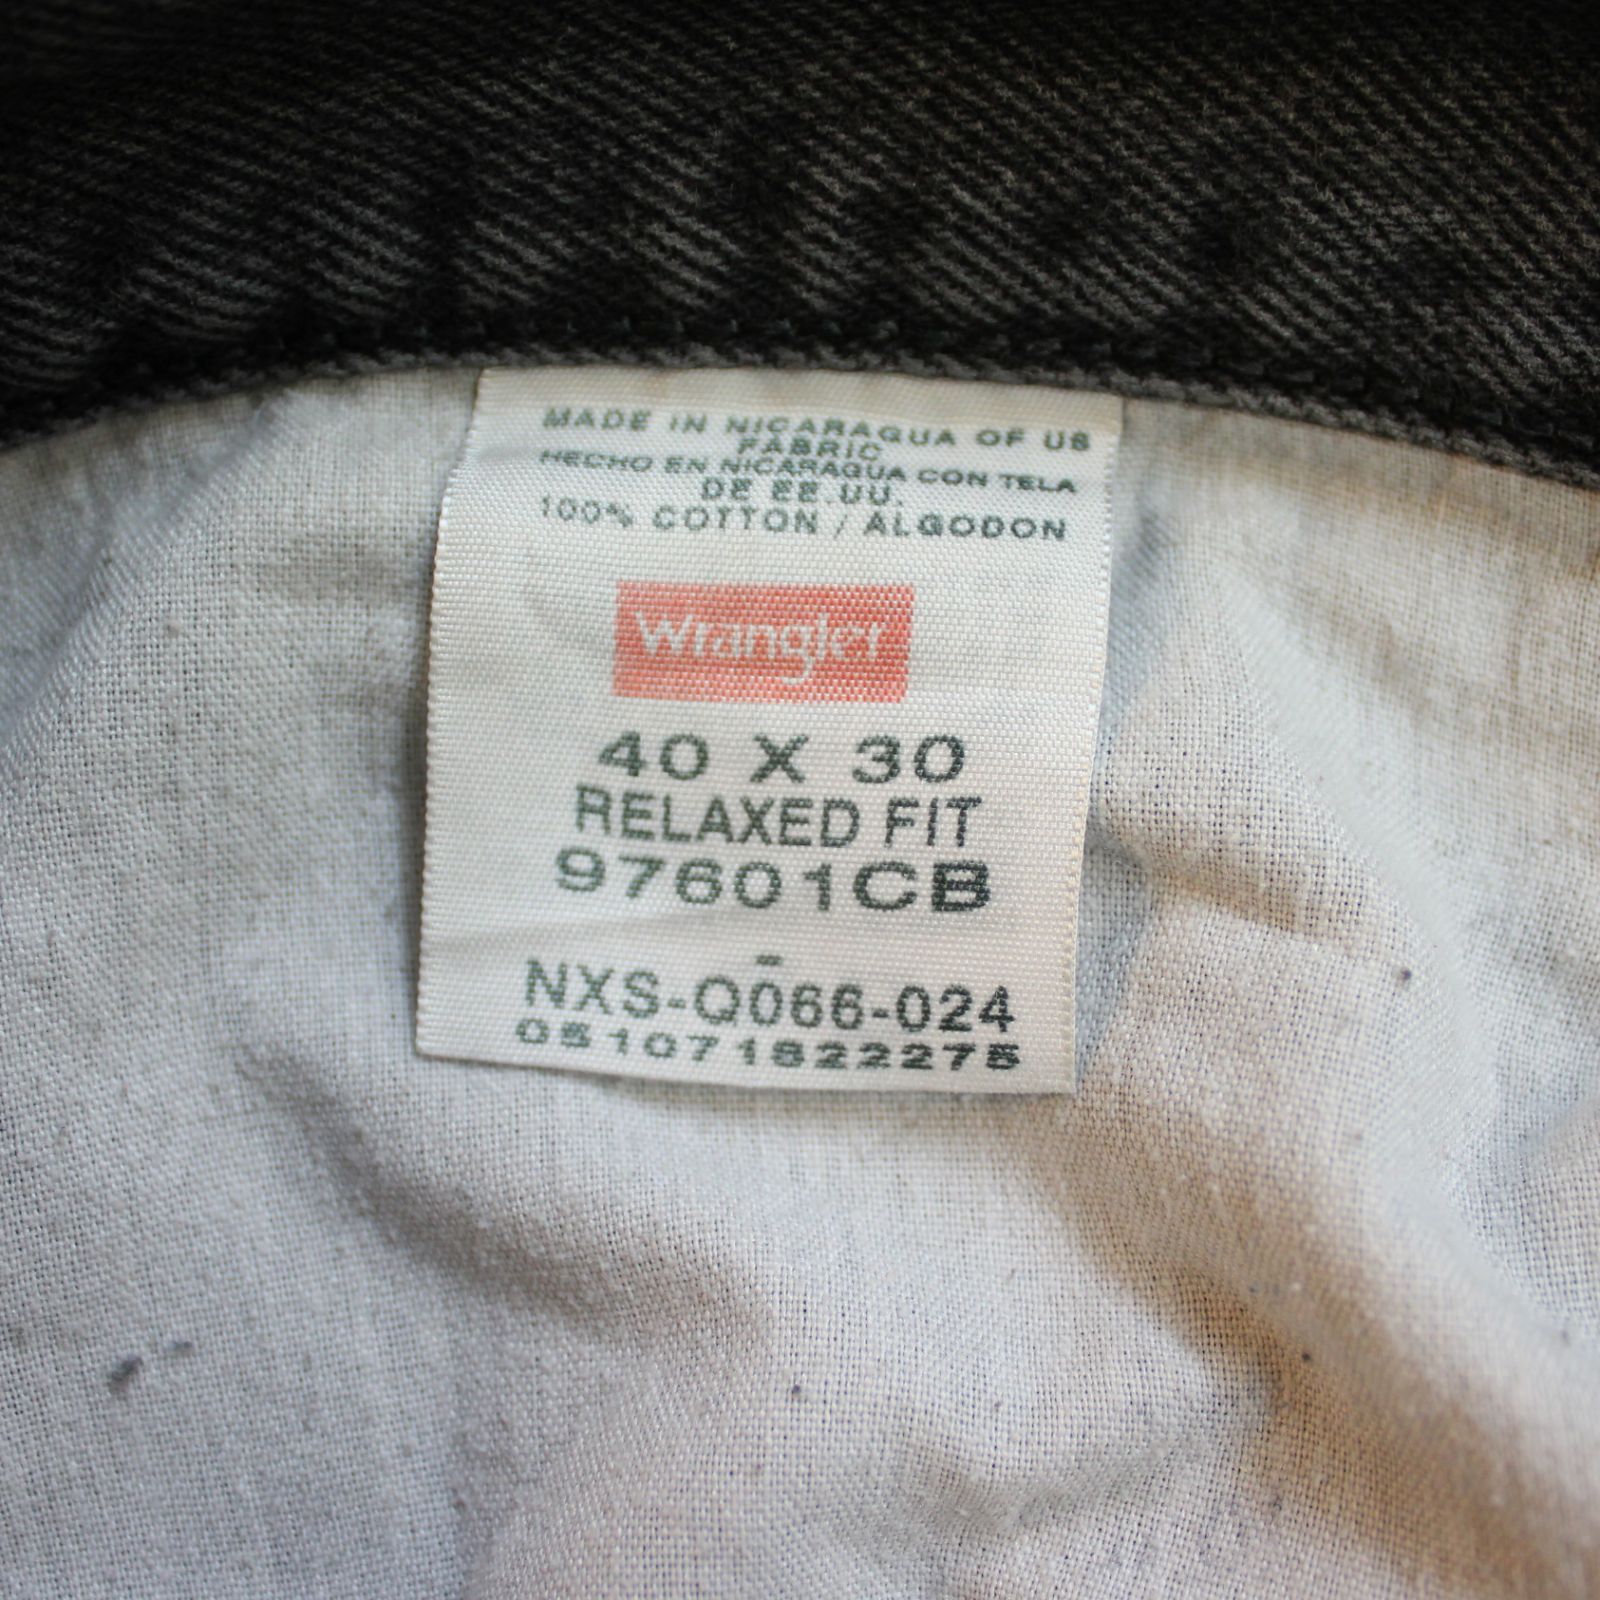 MADE IN NICARAGUA OF US
FABRIC
HECHO EN NICARAGUA CON TELA
DE EE.UU.
100% COTTON / ALGODON
Wrangler
40 X 30
RELAXED FIT
97601CB
-
NXS-Q066-024
051071822275